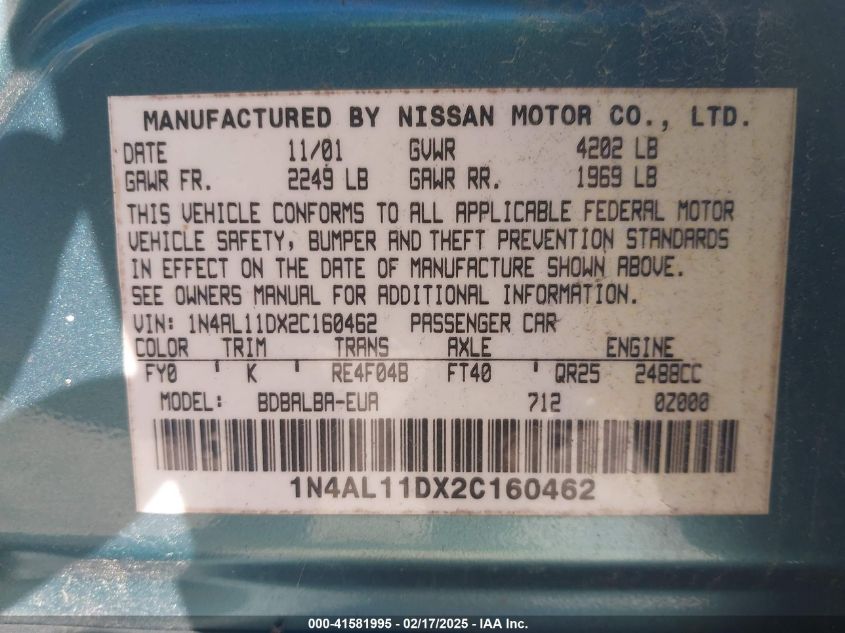 MANUFACTURED BY NISSAN MOTOR CO., LTD.
DATE 11/01 GVWR 4202 LB
GAWR FR. 2249 LB GAWR RR. 1969 LB
THIS VEHICLE CONFORMS TO ALL APPLICABLE FEDERAL MOTOR
VEHICLE SAFETY, BUMPER AND THEFT PREVENTION STANDARDS
IN EFFECT ON THE DATE OF MANUFACTURE SHOWN ABOVE.
SEE OWNERS MANUAL FOR ADDITIONAL INFORMATION.
VIN: 1N4AL11DX2C160462 PASSENGER CAR
COLOR TRIM TRANS AXLE ENGINE
FY0 ' K ' RE4F04B FT40 ' QR25 2488CC
MODEL: BDBALBA-EUA 712 0Z000
1N4AL11DX2C160462
000-41581995 — 02/17/2025 — IAA Inc.